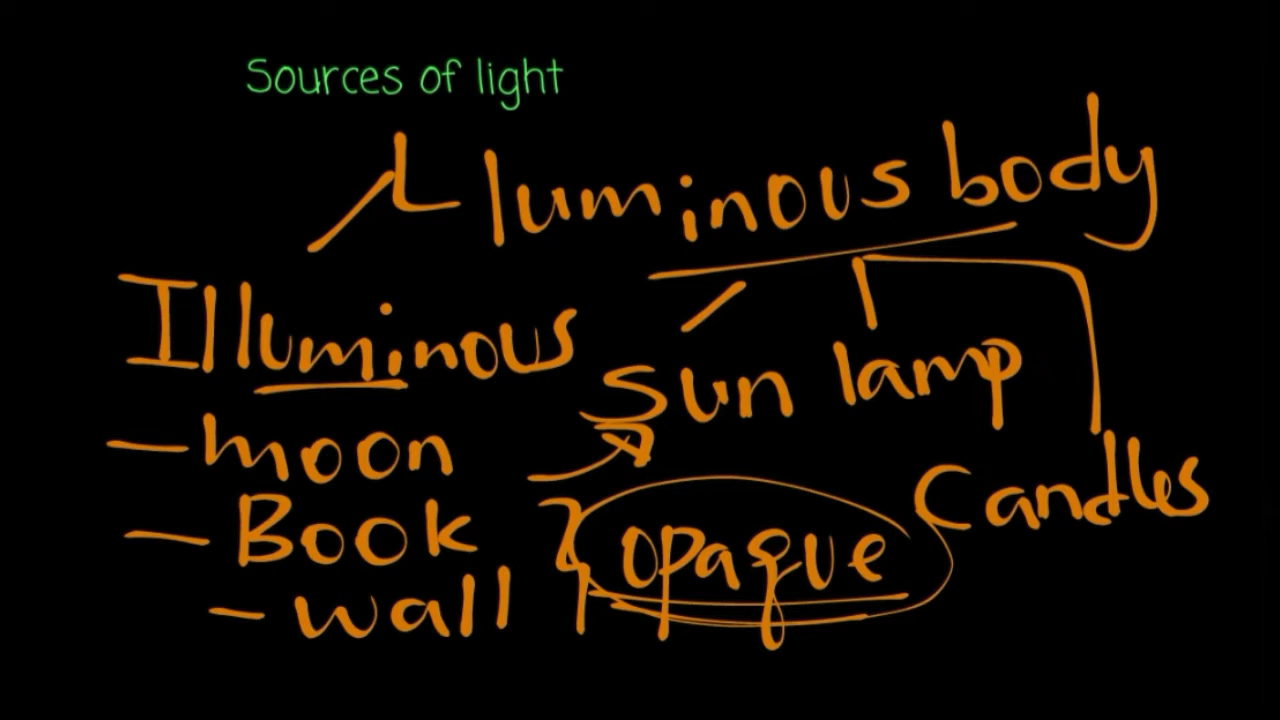 Sources of light
luminous body
Illuminous
sun lamp
- moon
Candles
- Book
opaque
- wall